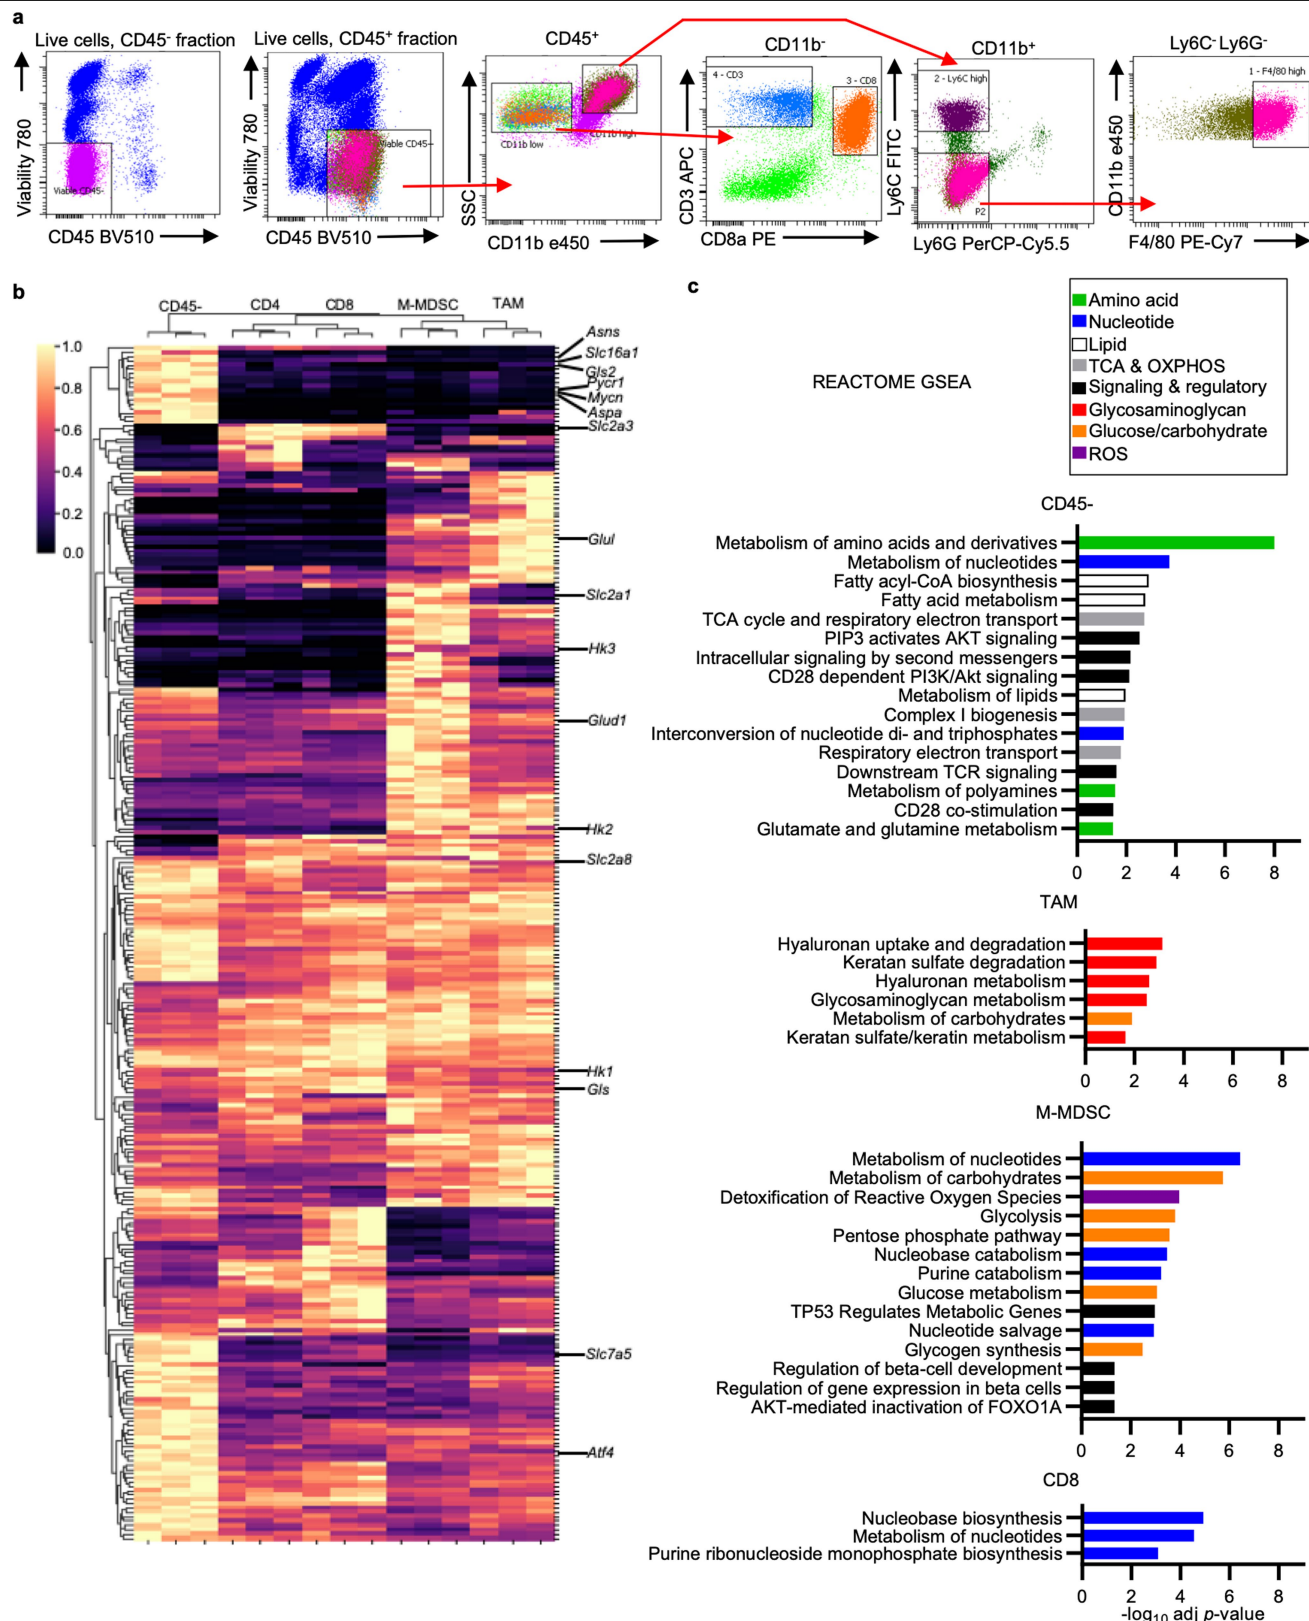 a
Live cells, CD45- fraction
Live cells, CD45+ fraction
CD45+
CD11b-
CD11b+
Ly6C- Ly6G-
Viability 780
Viable CD45-
CD45 BV510
Viability 780
Viable CD45-
CD45 BV510
SSC
CD11b low
CD11b high
CD11b e450
CD3 APC
4 - CD3
3 - CD8
CD8a PE
Ly6C FITC
2 - Ly6C high
P2
Ly6G PerCP-Cy5.5
CD11b e450
1 - F4/80 high
F4/80 PE-Cy7
b
CD45-
CD4
CD8
M-MDSC
TAM
1.0
0.8
0.6
0.4
0.2
0.0
Asns
Slc16a1
Gls2
Pycr1
Mycn
Aspa
Slc2a3
Glul
Slc2a1
Hk3
Glud1
Hk2
Slc2a8
Hk1
Gls
Slc7a5
Atf4
c
REACTOME GSEA
Amino acid
Nucleotide
Lipid
TCA & OXPHOS
Signaling & regulatory
Glycosaminoglycan
Glucose/carbohydrate
ROS
CD45-
Metabolism of amino acids and derivatives
Metabolism of nucleotides
Fatty acyl-CoA biosynthesis
Fatty acid metabolism
TCA cycle and respiratory electron transport
PIP3 activates AKT signaling
Intracellular signaling by second messengers
CD28 dependent PI3K/Akt signaling
Metabolism of lipids
Complex I biogenesis
Interconversion of nucleotide di- and triphosphates
Respiratory electron transport
Downstream TCR signaling
Metabolism of polyamines
CD28 co-stimulation
Glutamate and glutamine metabolism
0 2 4 6 8
TAM
Hyaluronan uptake and degradation
Keratan sulfate degradation
Hyaluronan metabolism
Glycosaminoglycan metabolism
Metabolism of carbohydrates
Keratan sulfate/keratin metabolism
0 2 4 6 8
M-MDSC
Metabolism of nucleotides
Metabolism of carbohydrates
Detoxification of Reactive Oxygen Species
Glycolysis
Pentose phosphate pathway
Nucleobase catabolism
Purine catabolism
Glucose metabolism
TP53 Regulates Metabolic Genes
Nucleotide salvage
Glycogen synthesis
Regulation of beta-cell development
Regulation of gene expression in beta cells
AKT-mediated inactivation of FOXO1A
0 2 4 6 8
CD8
Nucleobase biosynthesis
Metabolism of nucleotides
Purine ribonucleoside monophosphate biosynthesis
0 2 4 6 8
-log10 adj p-value